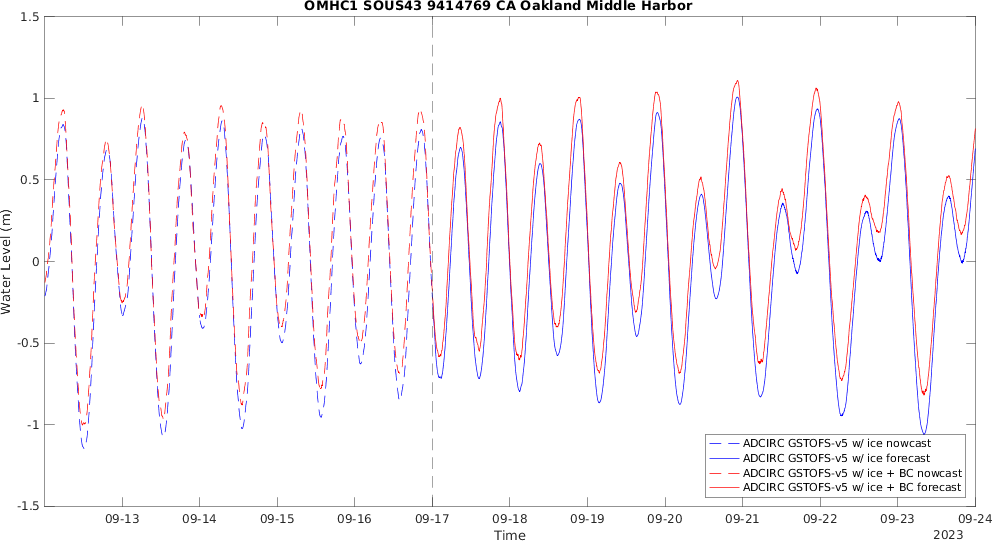 OMHC1 SOUS43 9414769 CA Oakland Middle Harbor
1.5
1
0.5
0
-0.5
-1
-1.5
Water Level (m)
ADCIRC GSTOFS-v5 w/ ice nowcast
ADCIRC GSTOFS-v5 w/ ice forecast
ADCIRC GSTOFS-v5 w/ ice + BC nowcast
ADCIRC GSTOFS-v5 w/ ice + BC forecast
09-13 09-14 09-15 09-16 09-17 09-18 09-19 09-20 09-21 09-22 09-23 09-24
Time
2023